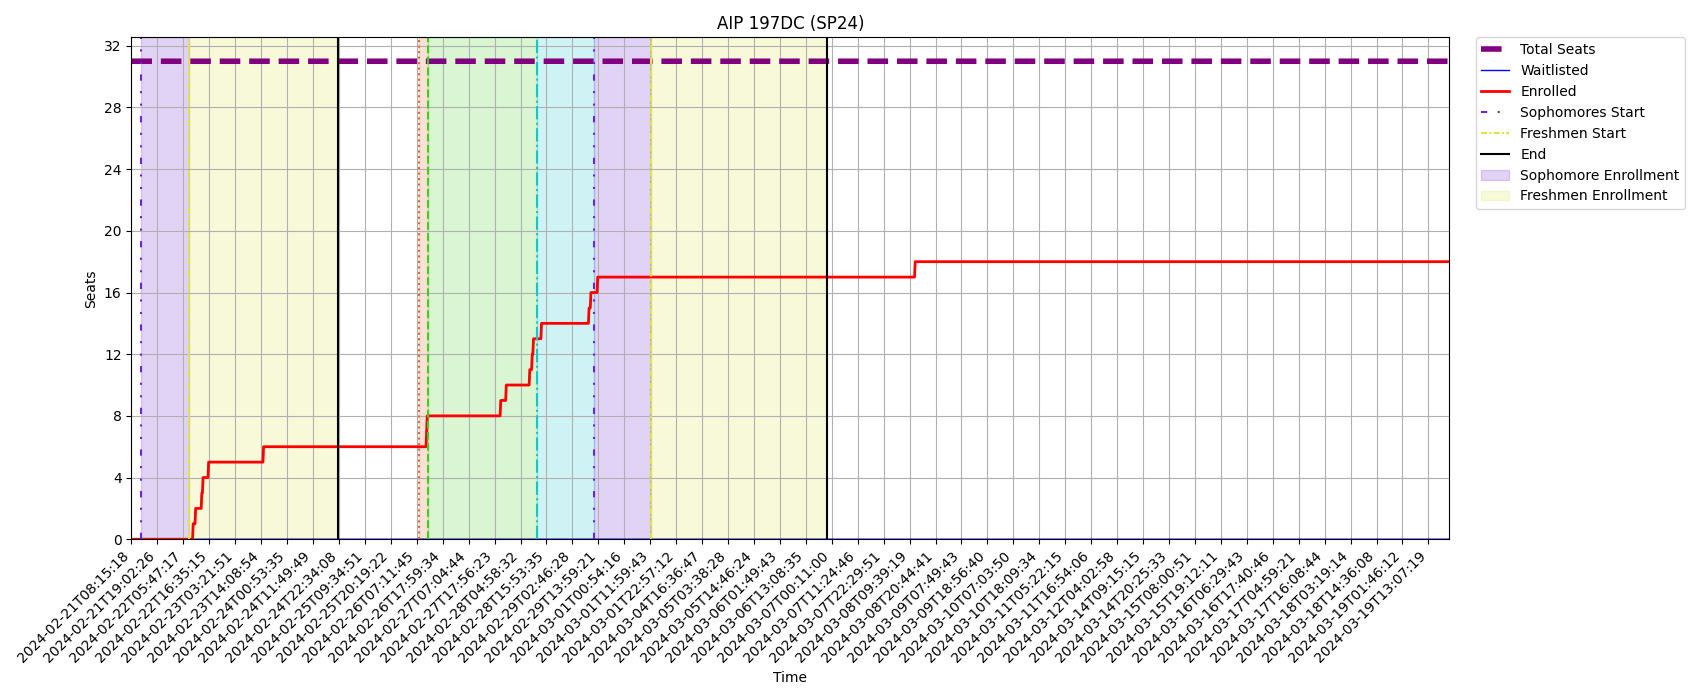 AIP 197DC (SP24)
32
28
24
20
16
12
8
4
0
Seats
2024-02-21T08:15:18
2024-02-21T19:02:26
2024-02-22T05:47:17
2024-02-22T16:35:15
2024-02-23T03:21:51
2024-02-23T14:08:54
2024-02-24T00:53:35
2024-02-24T11:49:49
2024-02-24T22:34:08
2024-02-25T09:34:51
2024-02-25T20:19:22
2024-02-26T07:11:45
2024-02-26T17:59:34
2024-02-27T07:04:44
2024-02-27T17:56:23
2024-02-28T04:58:32
2024-02-28T15:53:35
2024-02-29T02:46:28
2024-02-29T13:59:21
2024-03-01T00:54:16
2024-03-01T11:59:43
2024-03-01T22:57:12
2024-03-04T16:36:47
2024-03-05T03:38:28
2024-03-05T14:46:24
2024-03-06T01:49:43
2024-03-06T13:08:35
2024-03-07T00:11:00
2024-03-07T11:24:46
2024-03-07T22:29:51
2024-03-08T09:39:19
2024-03-08T20:44:41
2024-03-09T07:49:43
2024-03-09T18:56:40
2024-03-10T07:03:50
2024-03-10T18:09:34
2024-03-11T05:22:15
2024-03-11T16:54:06
2024-03-12T04:02:58
2024-03-14T09:15:15
2024-03-14T20:25:33
2024-03-15T08:00:51
2024-03-15T19:12:11
2024-03-16T06:29:43
2024-03-16T17:40:46
2024-03-17T04:59:21
2024-03-17T16:08:44
2024-03-18T03:19:14
2024-03-18T14:36:08
2024-03-19T01:46:12
2024-03-19T13:07:19
Time
Total Seats
Waitlisted
Enrolled
Sophomores Start
Freshmen Start
End
Sophomore Enrollment
Freshmen Enrollment